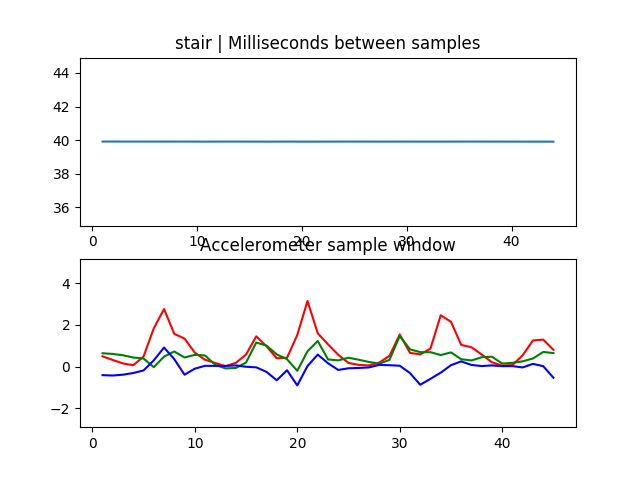 stair | Milliseconds between samples
44
42
40
38
36
0 10 20 30 40
Accelerometer sample window
4
2
0
−2
0 10 20 30 40